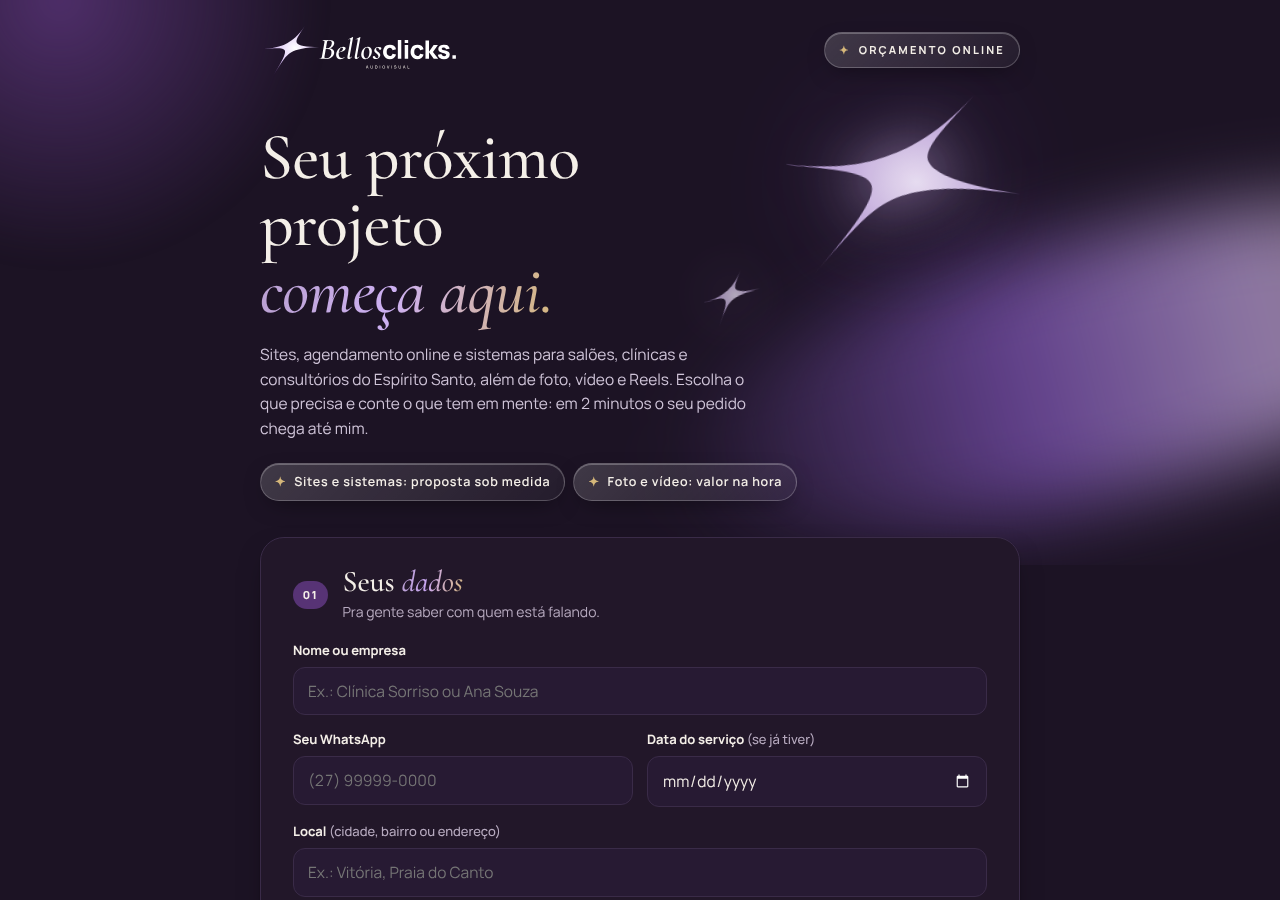 Bellosclicks.
AUDIOVISUAL
✦ ORÇAMENTO ONLINE
Seu próximo
projeto
começa aqui.
Sites, agendamento online e sistemas para salões, clínicas e
consultórios do Espírito Santo, além de foto, vídeo e Reels. Escolha o
que precisa e conte o que tem em mente: em 2 minutos o seu pedido
chega até mim.
✦ Sites e sistemas: proposta sob medida
✦ Foto e vídeo: valor na hora
01
Seus dados
Pra gente saber com quem está falando.
Nome ou empresa
Ex.: Clínica Sorriso ou Ana Souza
Seu WhatsApp
Data do serviço (se já tiver)
(27) 99999-0000
mm/dd/yyyy
Local (cidade, bairro ou endereço)
Ex.: Vitória, Praia do Canto